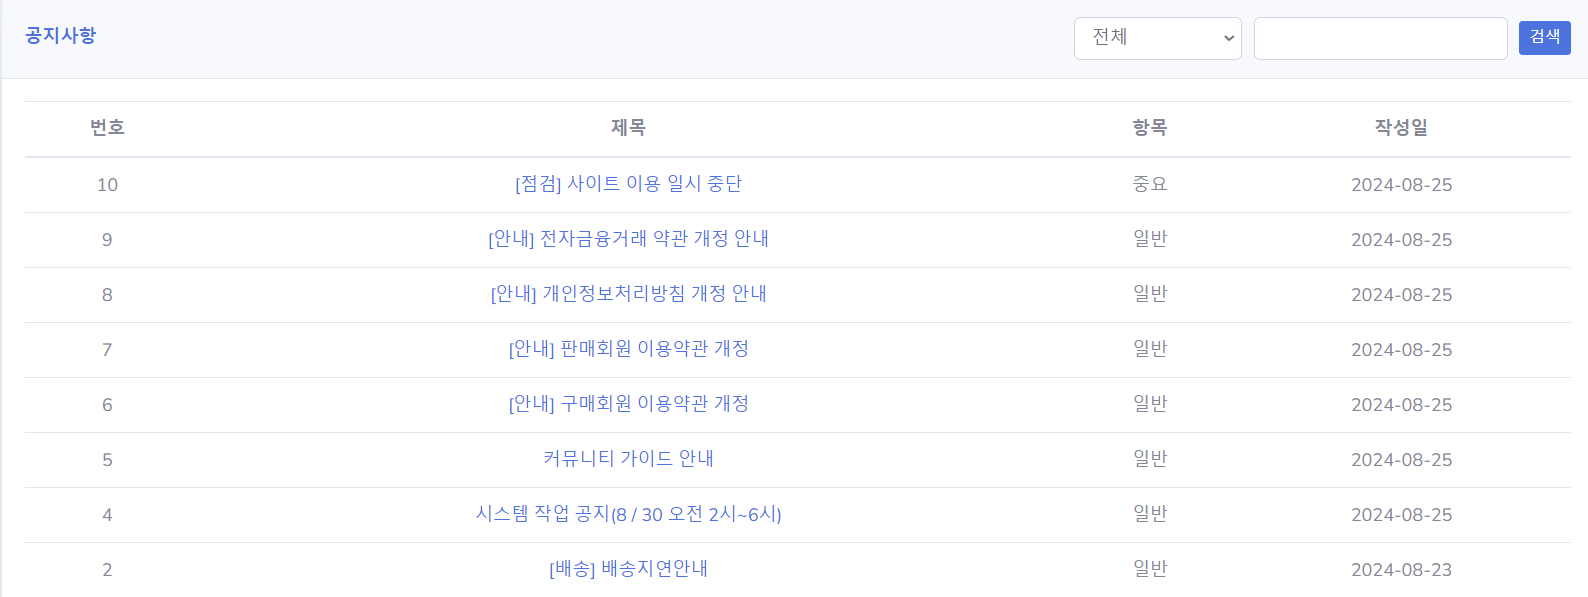 공지사항 전체 검색
번호 제목 항목 작성일
10 [점검] 사이트 이용 일시 중단 중요 2024-08-25
9 [안내] 전자금융거래 약관 개정 안내 일반 2024-08-25
8 [안내] 개인정보처리방침 개정 안내 일반 2024-08-25
7 [안내] 판매회원 이용약관 개정 일반 2024-08-25
6 [안내] 구매회원 이용약관 개정 일반 2024-08-25
5 커뮤니티 가이드 안내 일반 2024-08-25
4 시스템 작업 공지(8 / 30 오전 2시~6시) 일반 2024-08-25
2 [배송] 배송지연안내 일반 2024-08-23